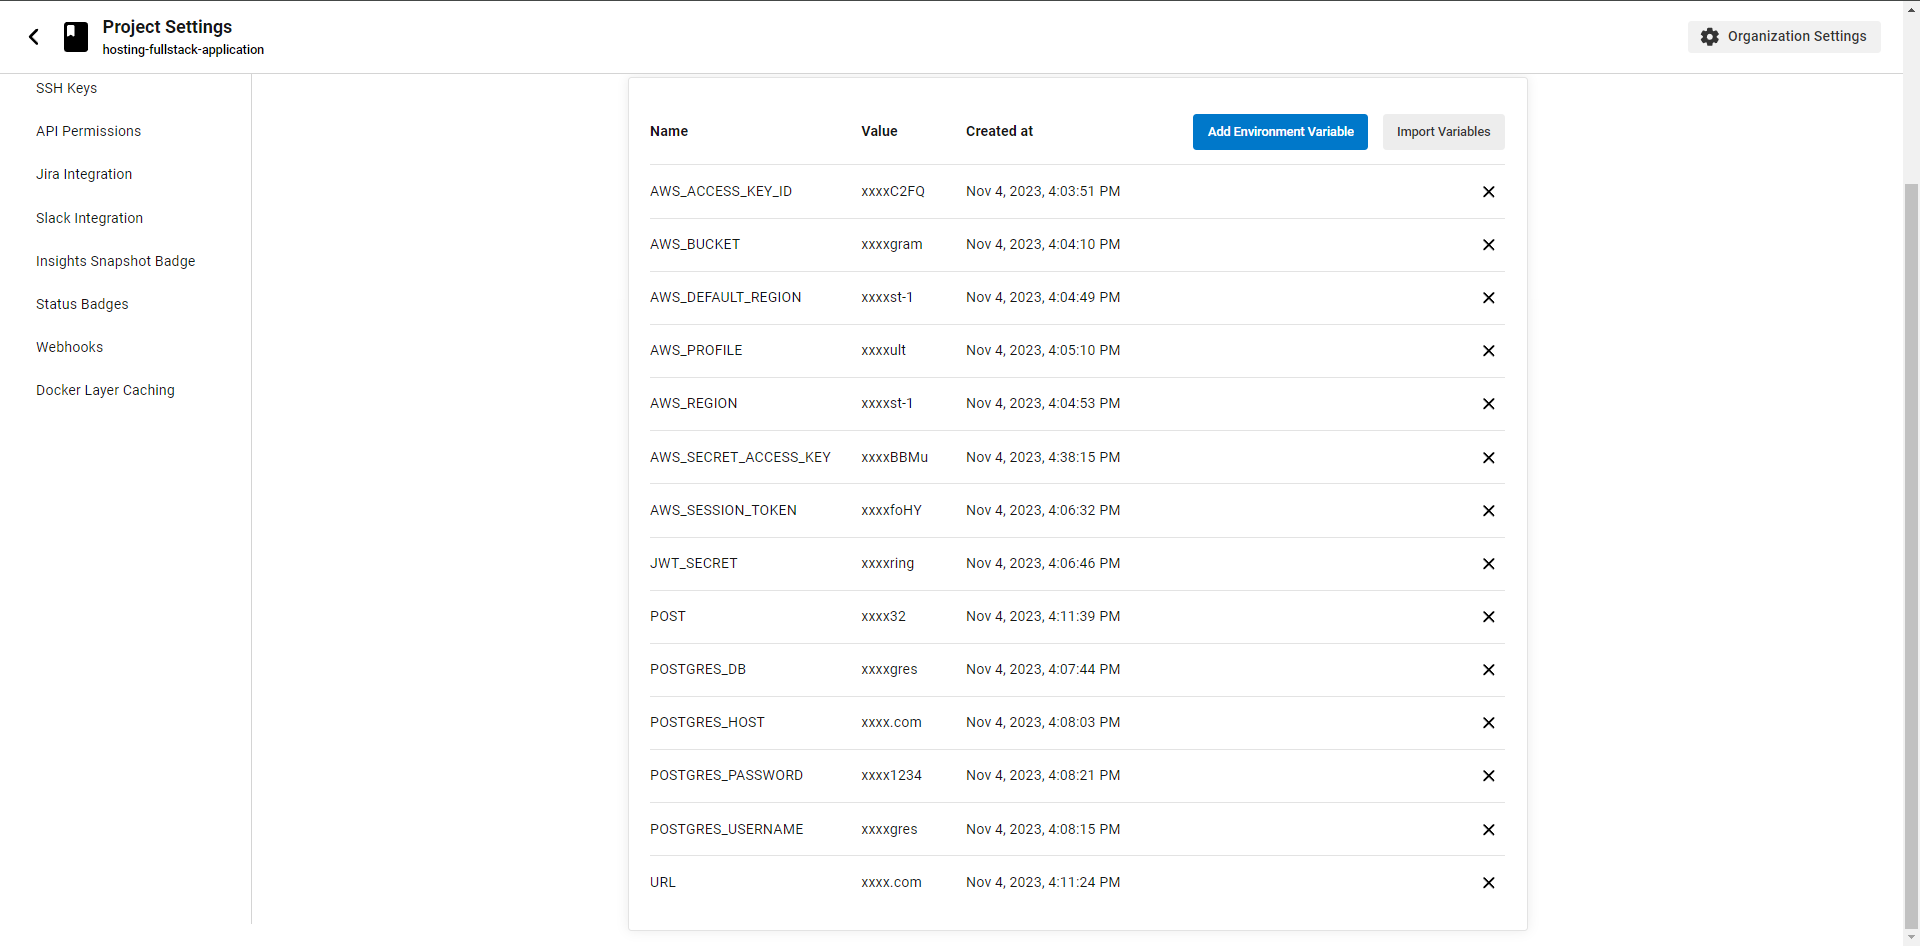 Project Settings
hosting-fullstack-application
Organization Settings
SSH Keys
API Permissions
Jira Integration
Slack Integration
Insights Snapshot Badge
Status Badges
Webhooks
Docker Layer Caching
Name Value Created at Add Environment Variable Import Variables
AWS_ACCESS_KEY_ID xxxxC2FQ Nov 4, 2023, 4:03:51 PM
AWS_BUCKET xxxxgram Nov 4, 2023, 4:04:10 PM
AWS_DEFAULT_REGION xxxxst-1 Nov 4, 2023, 4:04:49 PM
AWS_PROFILE xxxxult Nov 4, 2023, 4:05:10 PM
AWS_REGION xxxxst-1 Nov 4, 2023, 4:04:53 PM
AWS_SECRET_ACCESS_KEY xxxxBBMu Nov 4, 2023, 4:38:15 PM
AWS_SESSION_TOKEN xxxxfoHY Nov 4, 2023, 4:06:32 PM
JWT_SECRET xxxxring Nov 4, 2023, 4:06:46 PM
POST xxxx32 Nov 4, 2023, 4:11:39 PM
POSTGRES_DB xxxxgres Nov 4, 2023, 4:07:44 PM
POSTGRES_HOST xxxx.com Nov 4, 2023, 4:08:03 PM
POSTGRES_PASSWORD xxxx1234 Nov 4, 2023, 4:08:21 PM
POSTGRES_USERNAME xxxxgres Nov 4, 2023, 4:08:15 PM
URL xxxx.com Nov 4, 2023, 4:11:24 PM